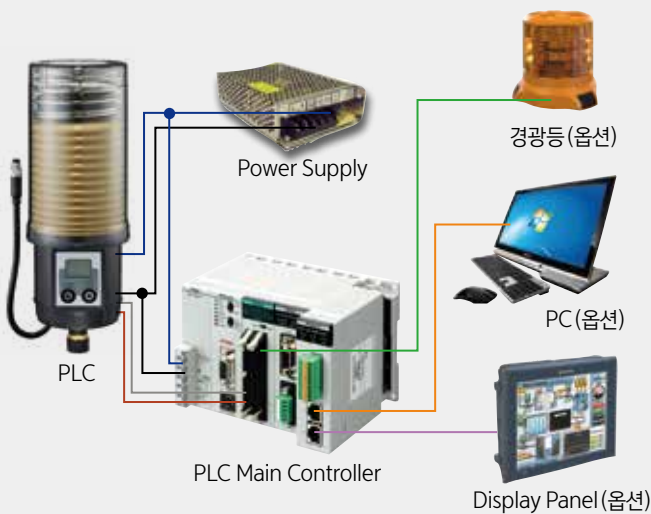 Power Supply
경광등(옵션)
PC(옵션)
PLC
PLC Main Controller
Display Panel(옵션)